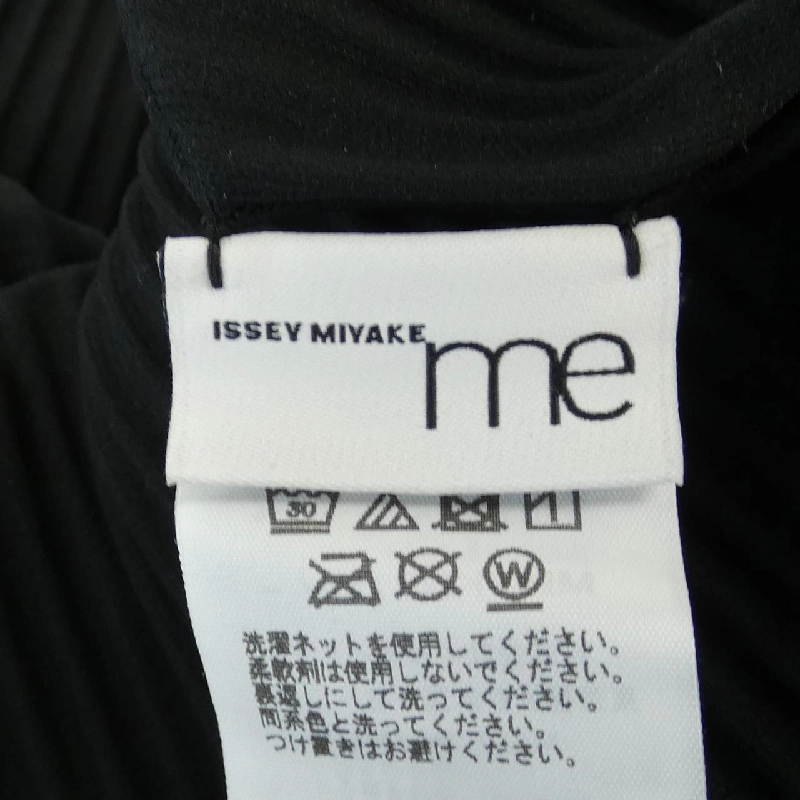 ISSEY MIYAKE me
30
W
洗濯ネットを使用してください。
柔軟剤は使用しないでください。
裏返しにして洗ってください。
同系色と洗ってください。
つけ置きはお避けください。